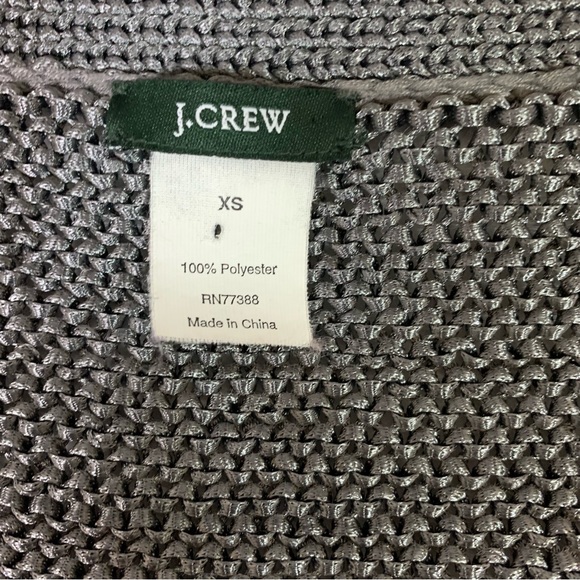 J.CREW
XS
100% Polyester
RN77388
Made in China